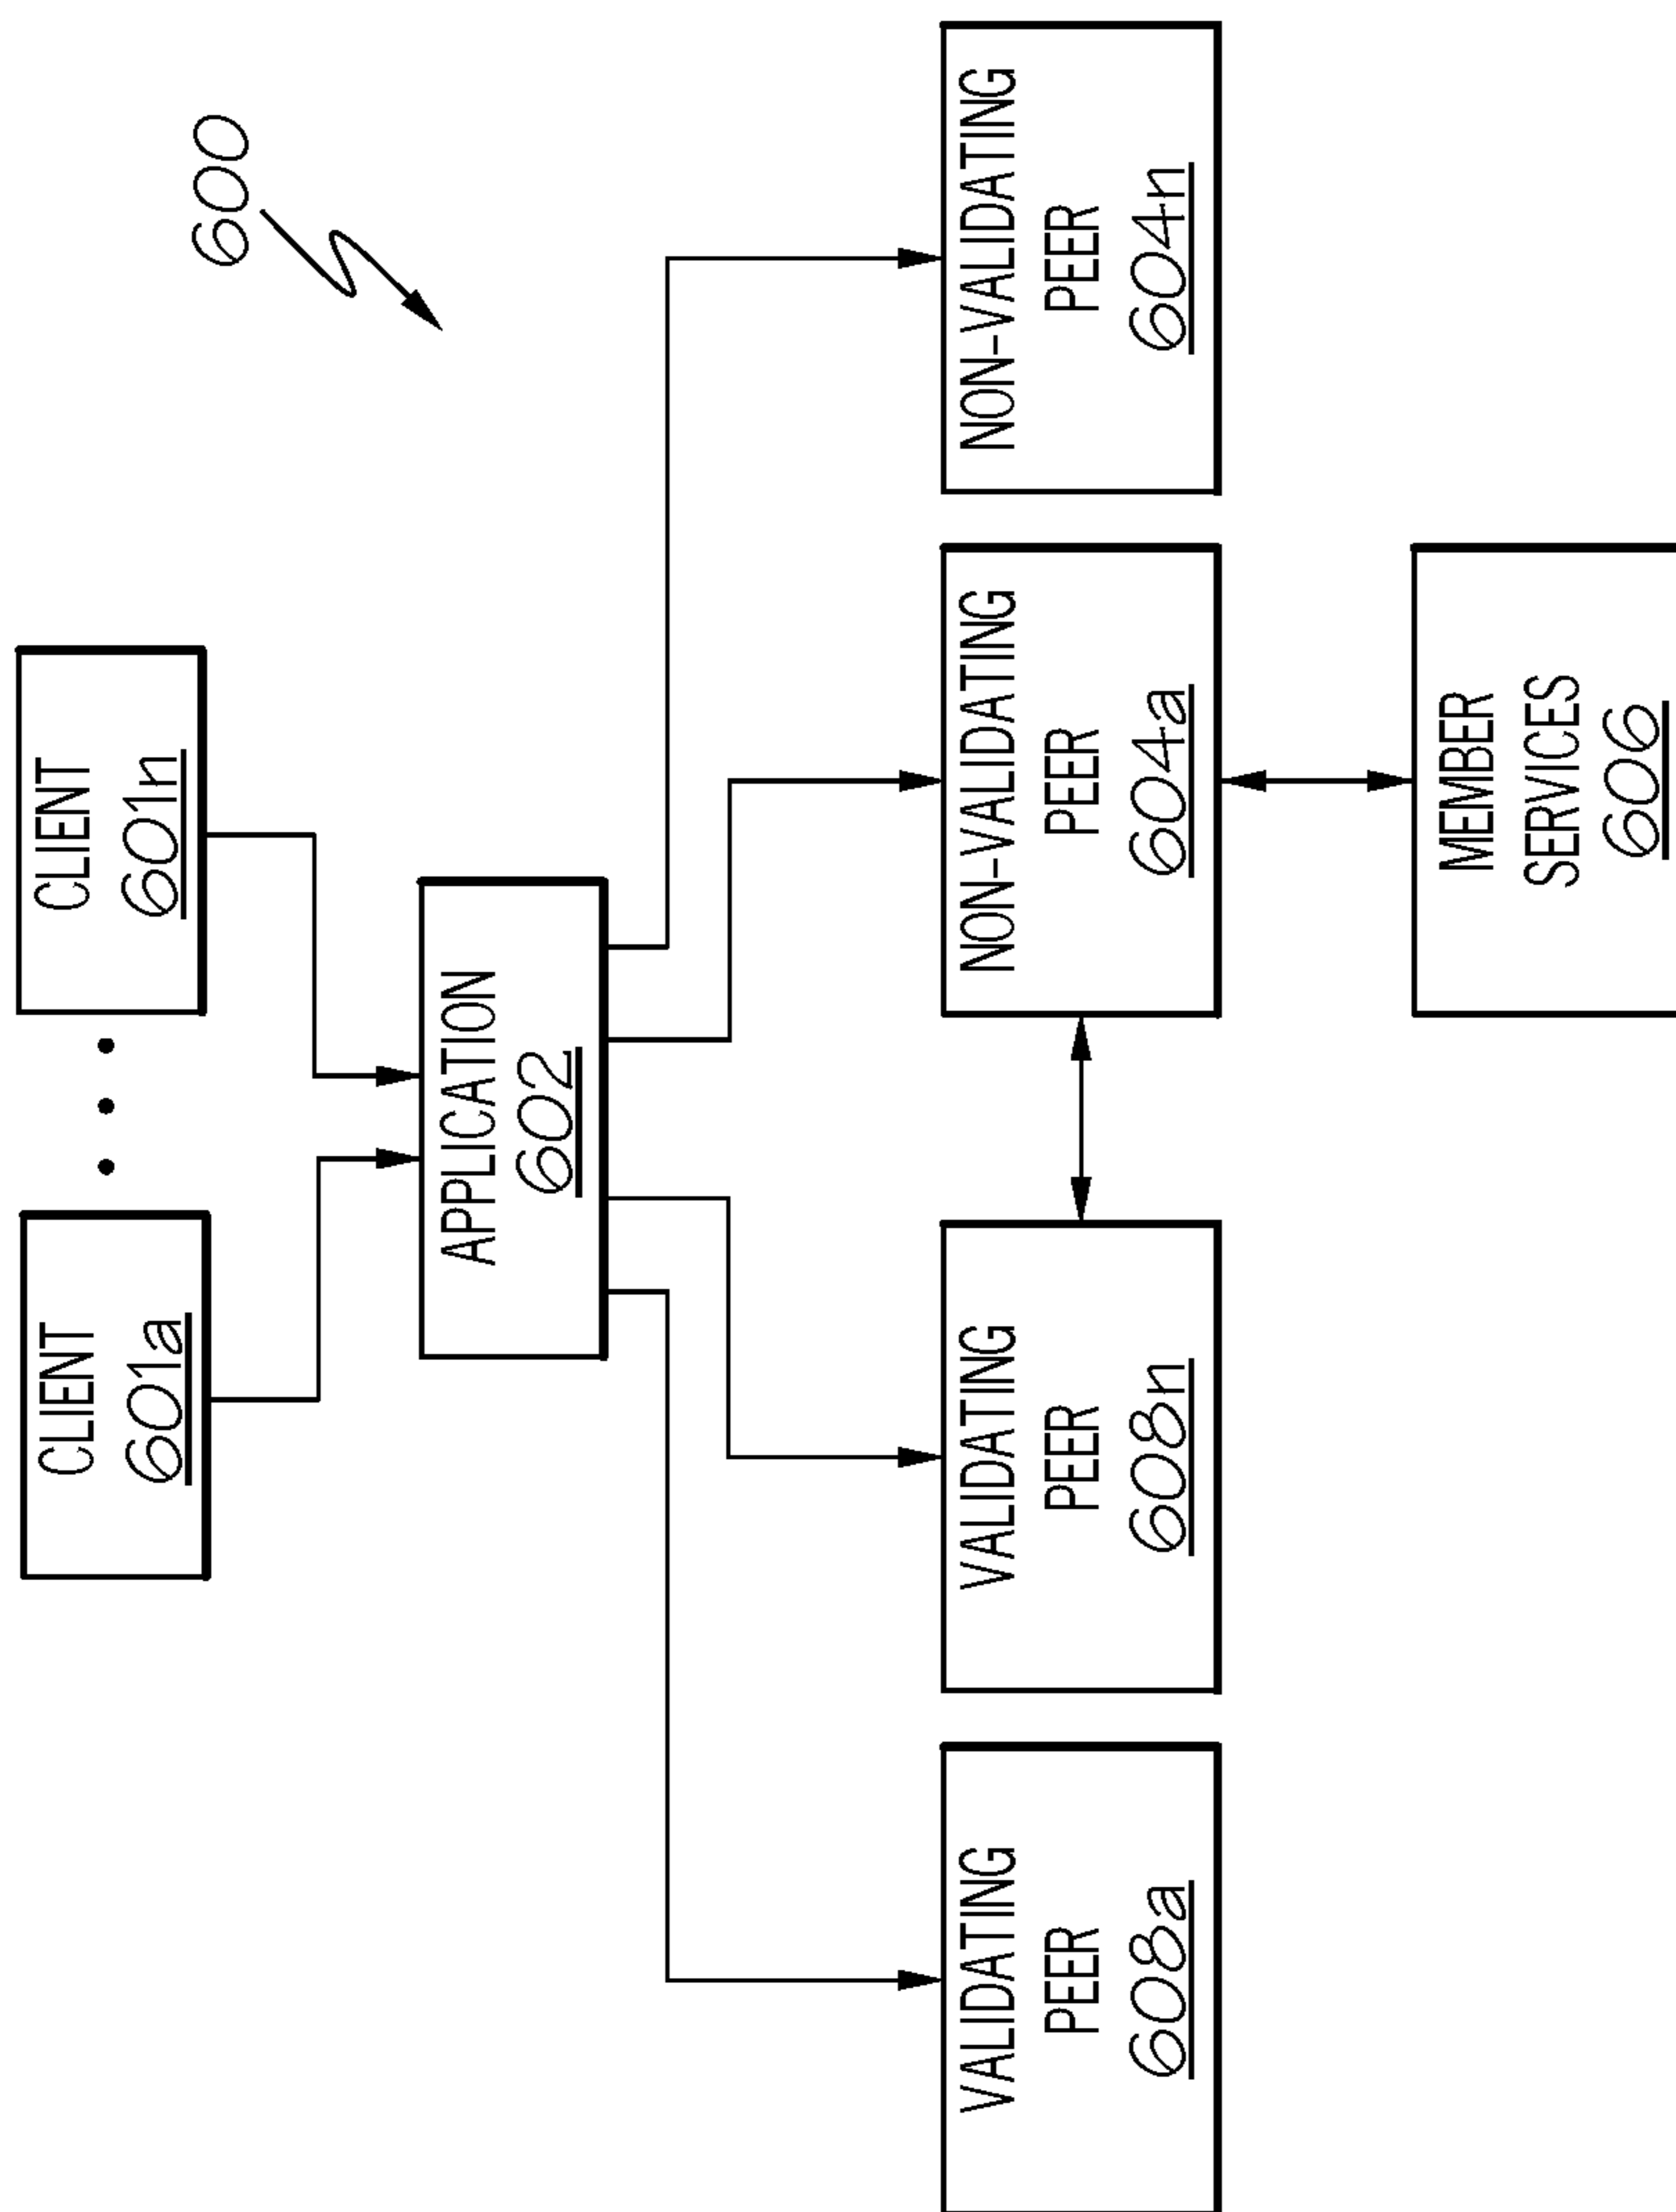 600
CLIENT
601a
CLIENT
601n
APPLICATION
602
VALIDATING
PEER
608a
VALIDATING
PEER
608n
NON-VALIDATING
PEER
604a
NON-VALIDATING
PEER
604n
MEMBER
SERVICES
606